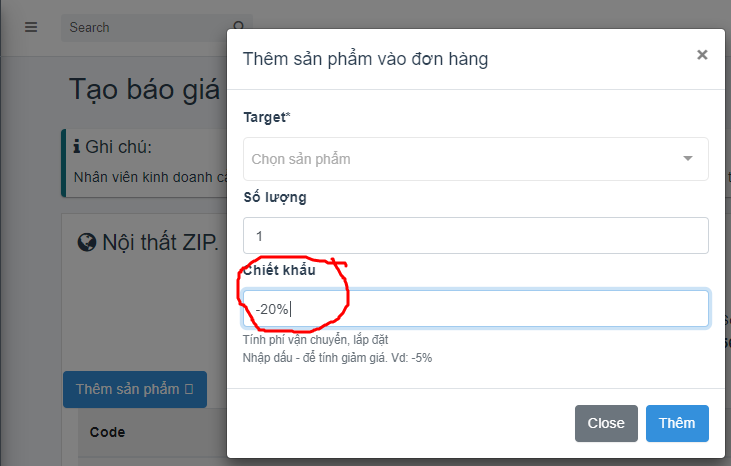 Search
Thêm sản phẩm vào đơn hàng
×
Tạo báo giá
Target*
Ghi chú:
Chọn sản phẩm
Nhân viên kinh doanh
Số lượng
1
Nội thất ZIP.
Chiết khấu
-20%
Tính phí vận chuyển, lắp đặt
Nhập dấu - để tính giảm giá. Vd: -5%
Thêm sản phẩm
Close
Thêm
Code